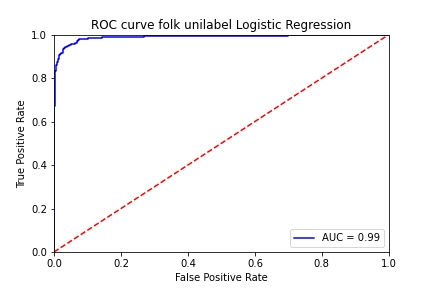 ROC curve folk unilabel Logistic Regression
True Positive Rate
1.0
0.8
0.6
0.4
0.2
0.0
AUC = 0.99
0.0 0.2 0.4 0.6 0.8 1.0
False Positive Rate